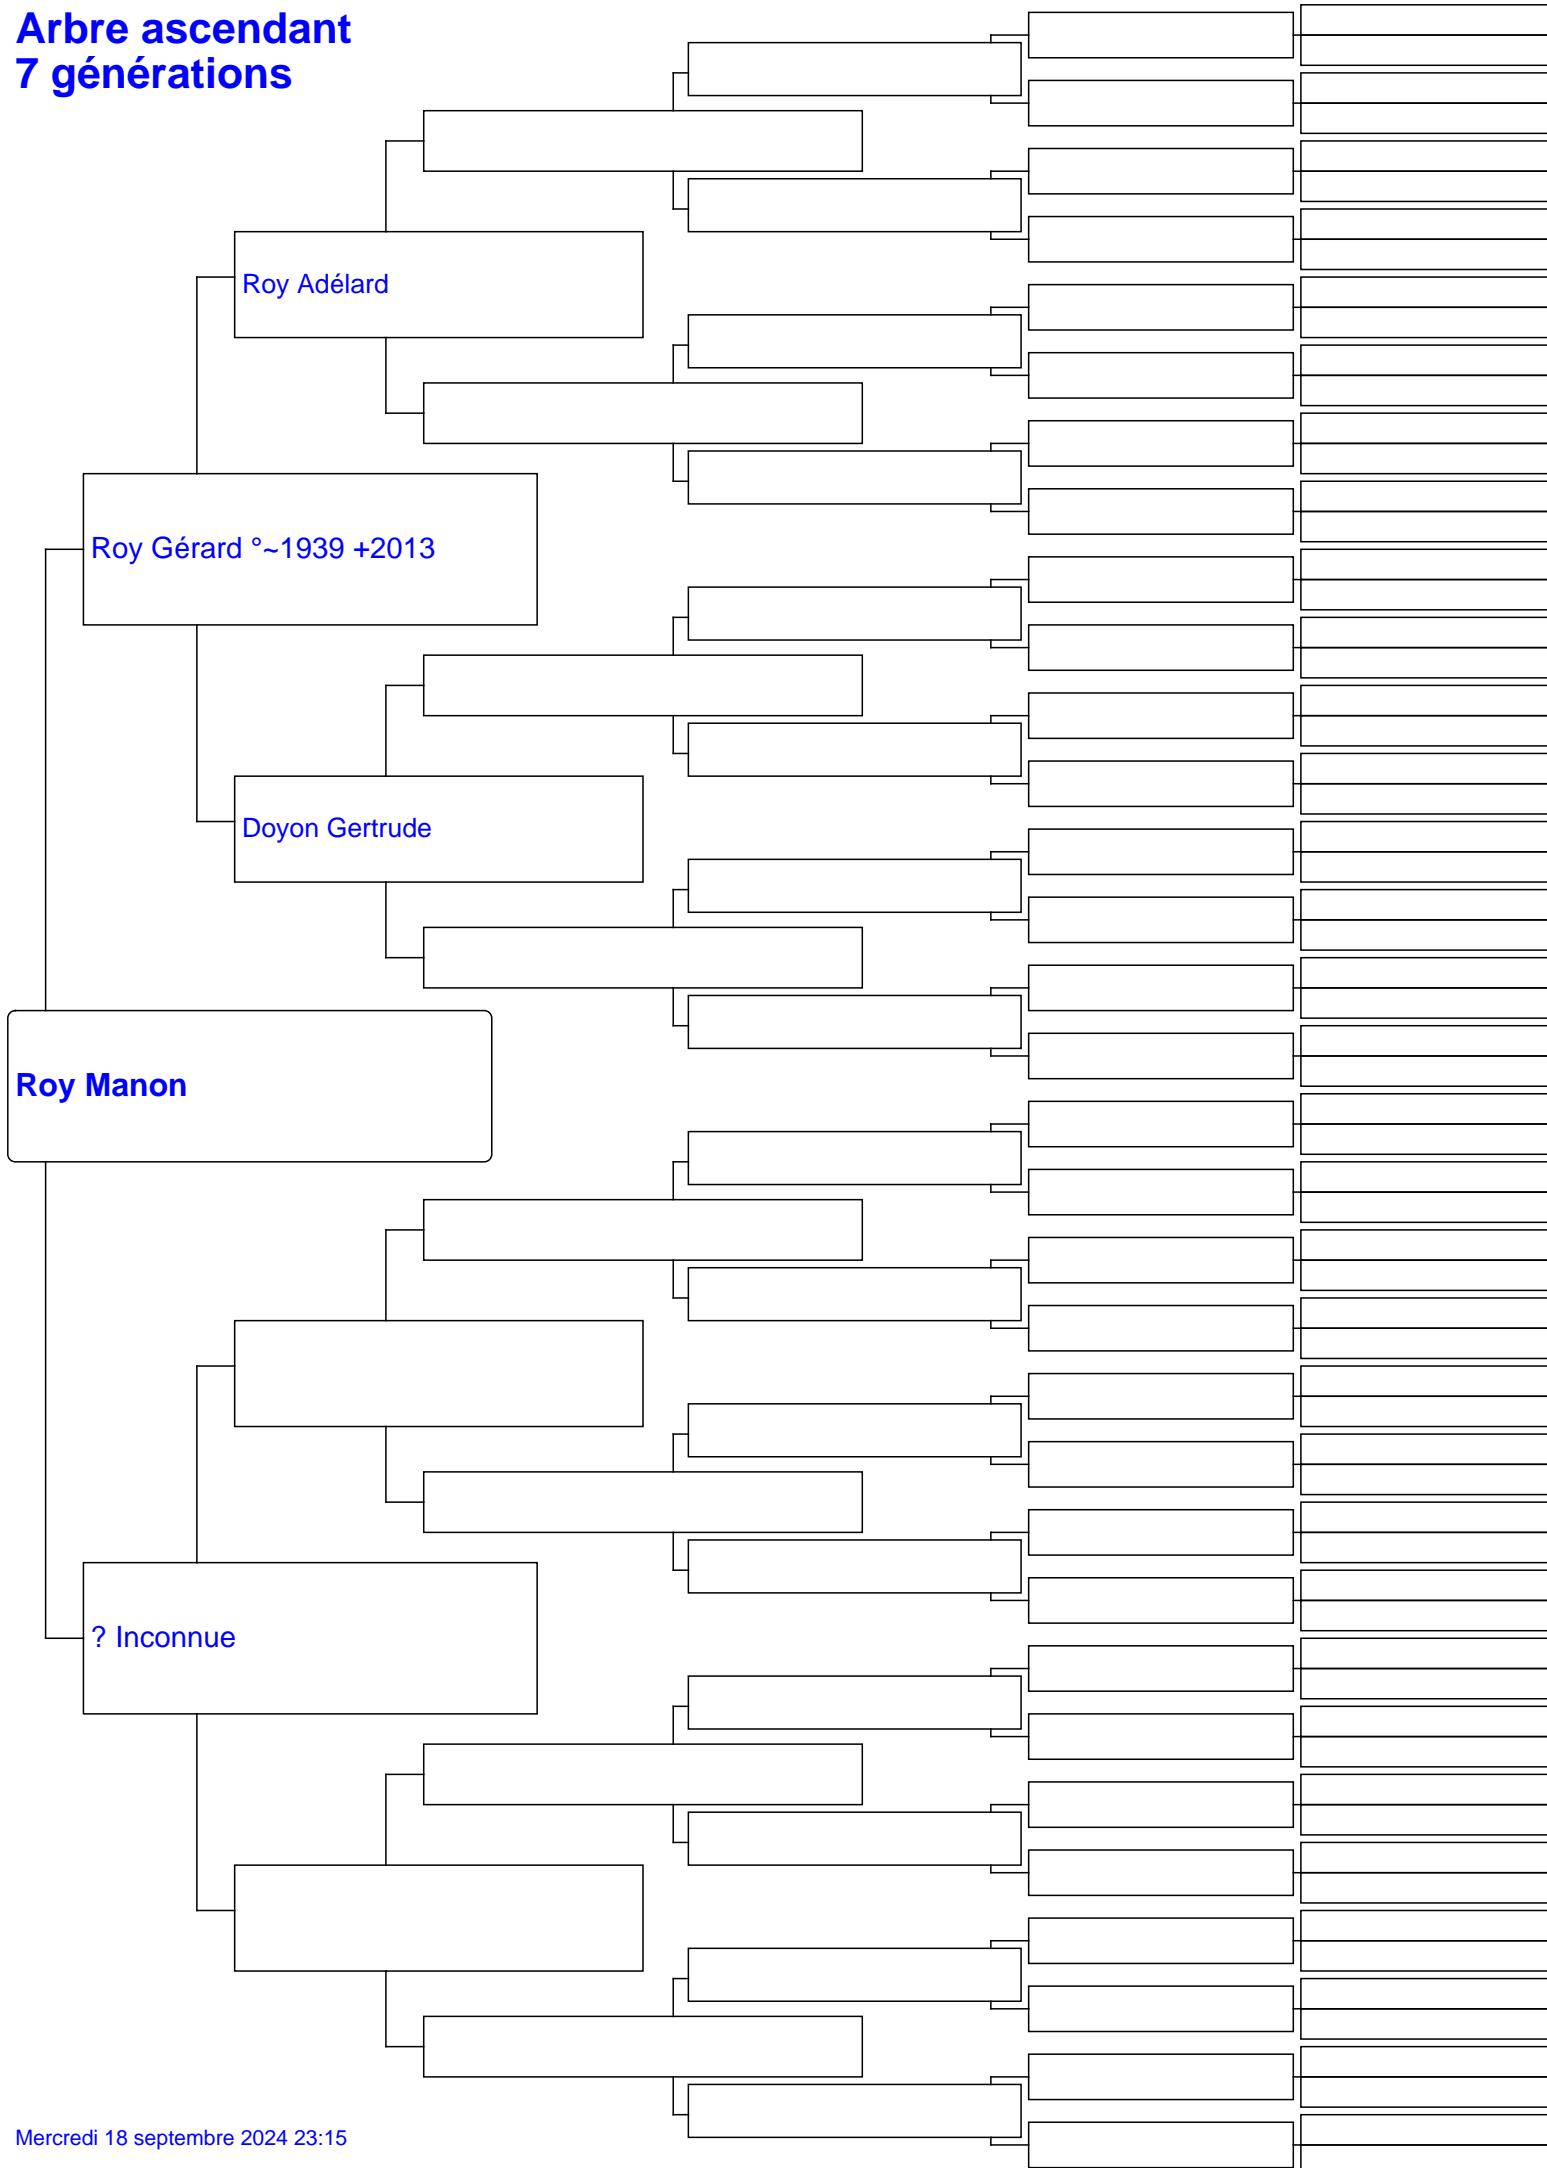 Arbre ascendant
7 générations
Roy Adélard
Roy Gérard °~1939 +2013
Doyon Gertrude
Roy Manon
? Inconnue
Mercredi 18 septembre 2024 23:15